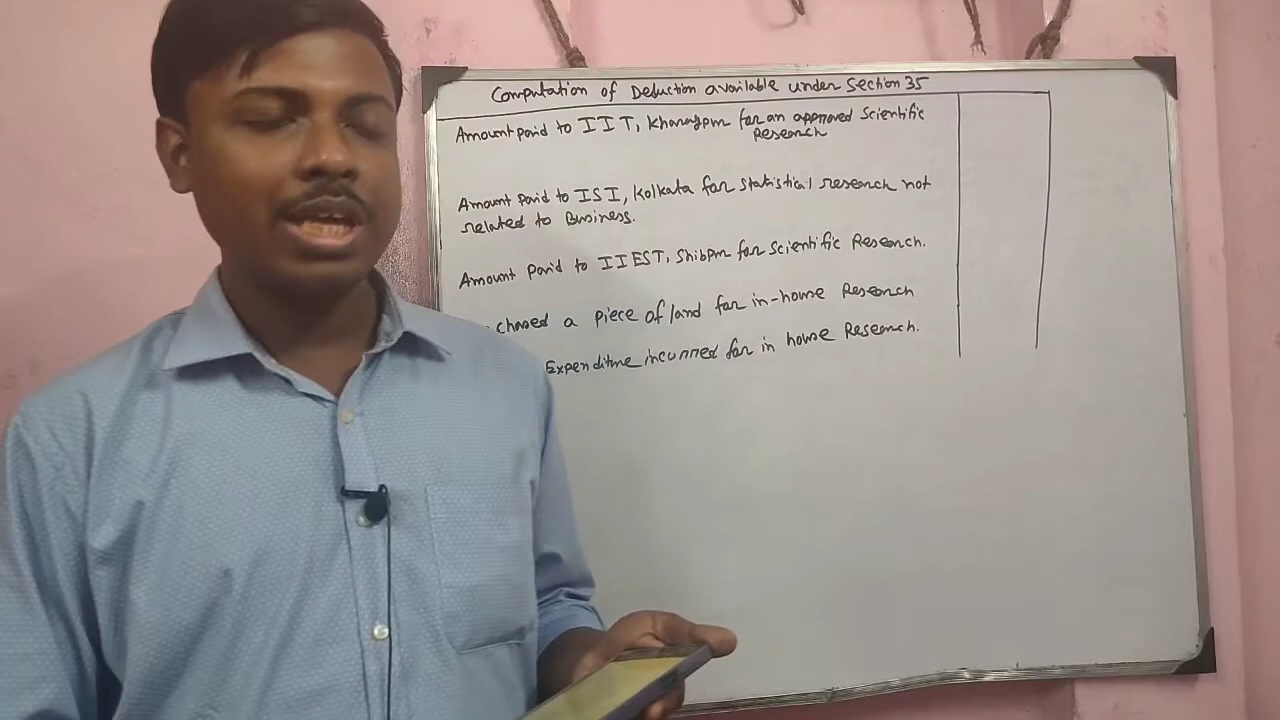 Computation of Deduction available under Section 35
Amount paid to IIT, Kharagpur for an approved Scientific
Research
Amount paid to ISI, Kolkata for statistical research not
related to Business.
Amount paid to IIEST, Shibpur for Scientific Research.
chased a piece of land for in-house Research
Expenditure incurred for in house Research.